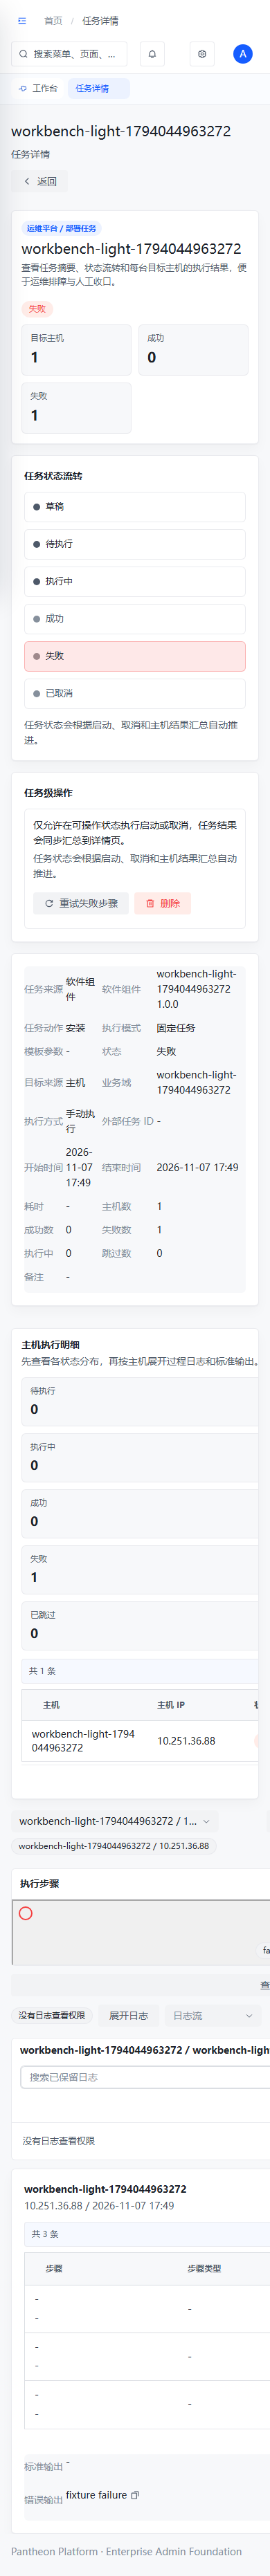 首页 / 任务详情
搜索菜单、页面、...
A
工作台
任务详情
workbench-light-1794044963272
任务详情
返回
运维平台 / 部署任务
workbench-light-1794044963272
查看任务摘要、状态流转和每台目标主机的执行结果，便
于运维排障与人工收口。
失败
目标主机
1
成功
0
失败
1
任务状态流转
草稿
待执行
执行中
成功
失败
已取消
任务状态会根据启动、取消和主机结果汇总自动推
进。
任务级操作
仅允许在可操作状态执行启动或取消，任务结果
会同步汇总到详情页。
任务状态会根据启动、取消和主机结果汇总自动
推进。
重试失败步骤
删除
任务来源 软件组件 软件组件 workbench-light-1794044963272 1.0.0
任务动作 安装 执行模式 固定任务
模板参数 - 状态 失败
目标来源 主机 业务域 workbench-light-1794044963272
执行方式 手动执行 外部任务 ID -
开始时间 2026-11-07 17:49 结束时间 2026-11-07 17:49
耗时 - 主机数 1
成功数 0 失败数 1
执行中 0 跳过数 0
备注 -
主机执行明细
先查看各状态分布，再按主机展开过程日志和标准输出。
待执行
0
执行中
0
成功
0
失败
1
已跳过
0
共 1 条
主机 主机 IP
workbench-light-1794044963272 10.251.36.88
workbench-light-1794044963272 / 1...
workbench-light-1794044963272 / 10.251.36.88
执行步骤
fa
查
没有日志查看权限 展开日志 日志流
workbench-light-1794044963272 / workbench-ligh
搜索已保留日志
没有日志查看权限
workbench-light-1794044963272
10.251.36.88 / 2026-11-07 17:49
共 3 条
步骤 步骤类型
-
- -
-
- -
-
- -
标准输出 -
错误输出 fixture failure
Pantheon Platform · Enterprise Admin Foundation